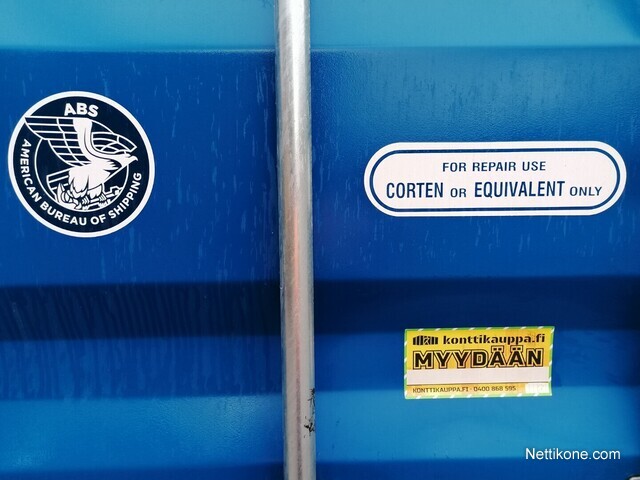 ABS
AMERICAN BUREAU OF SHIPPING
FOR REPAIR USE
CORTEN OR EQUIVALENT ONLY
konttikauppa.fi
MYYDÄÄN
KONTTIKAUPPA.FI - 0400 868 595
Nettikone.com